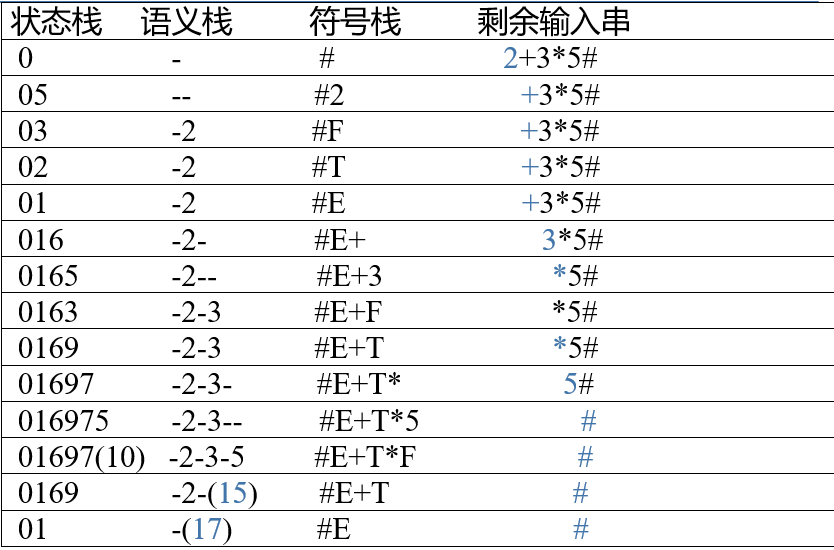 状态栈 语义栈 符号栈 剩余输入串
0 - # 2+3*5#
05 -- #2 +3*5#
03 -2 #F +3*5#
02 -2 #T +3*5#
01 -2 #E +3*5#
016 -2- #E+ 3*5#
0165 -2-- #E+3 *5#
0163 -2-3 #E+F *5#
0169 -2-3 #E+T *5#
01697 -2-3- #E+T* 5#
016975 -2-3-- #E+T*5 #
01697(10) -2-3-5 #E+T*F #
0169 -2-(15) #E+T #
01 -(17) #E #